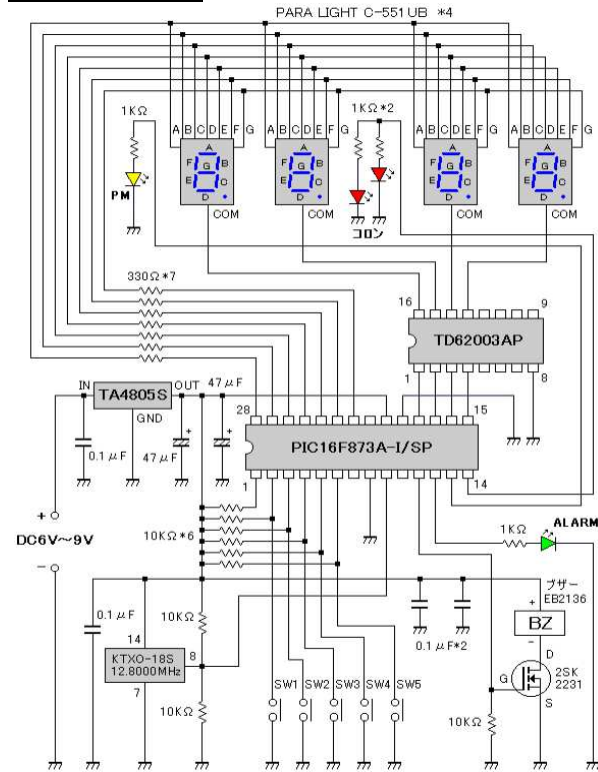 PARA LIGHT C-551UB *4
1KΩ
1KΩ*2
A B C D E F G
A B C D E F G
A B C D E F G
A B C D E F G
A
F B
G
E C
D
A
F B
G
E C
D
A
F B
G
E C
D
A
F B
G
E C
D
PM
コロン
COM
COM
COM
COM
330Ω*7
16
9
TD62003AP
1
8
IN
TA4805S
OUT
GND
47μF
0.1μF
47μF
28
15
PIC16F873A-I/SP
1
14
+
DC6V～9V
-
10KΩ*6
1KΩ
ALARM
ブザー
EB2136
+
BZ
-
0.1μF
14
10KΩ
0.1μF*2
KTXO-18S
12.8000MHz
8
7
10KΩ
SW1 SW2 SW3 SW4 SW5
10KΩ
G
D
S
2SK
2231